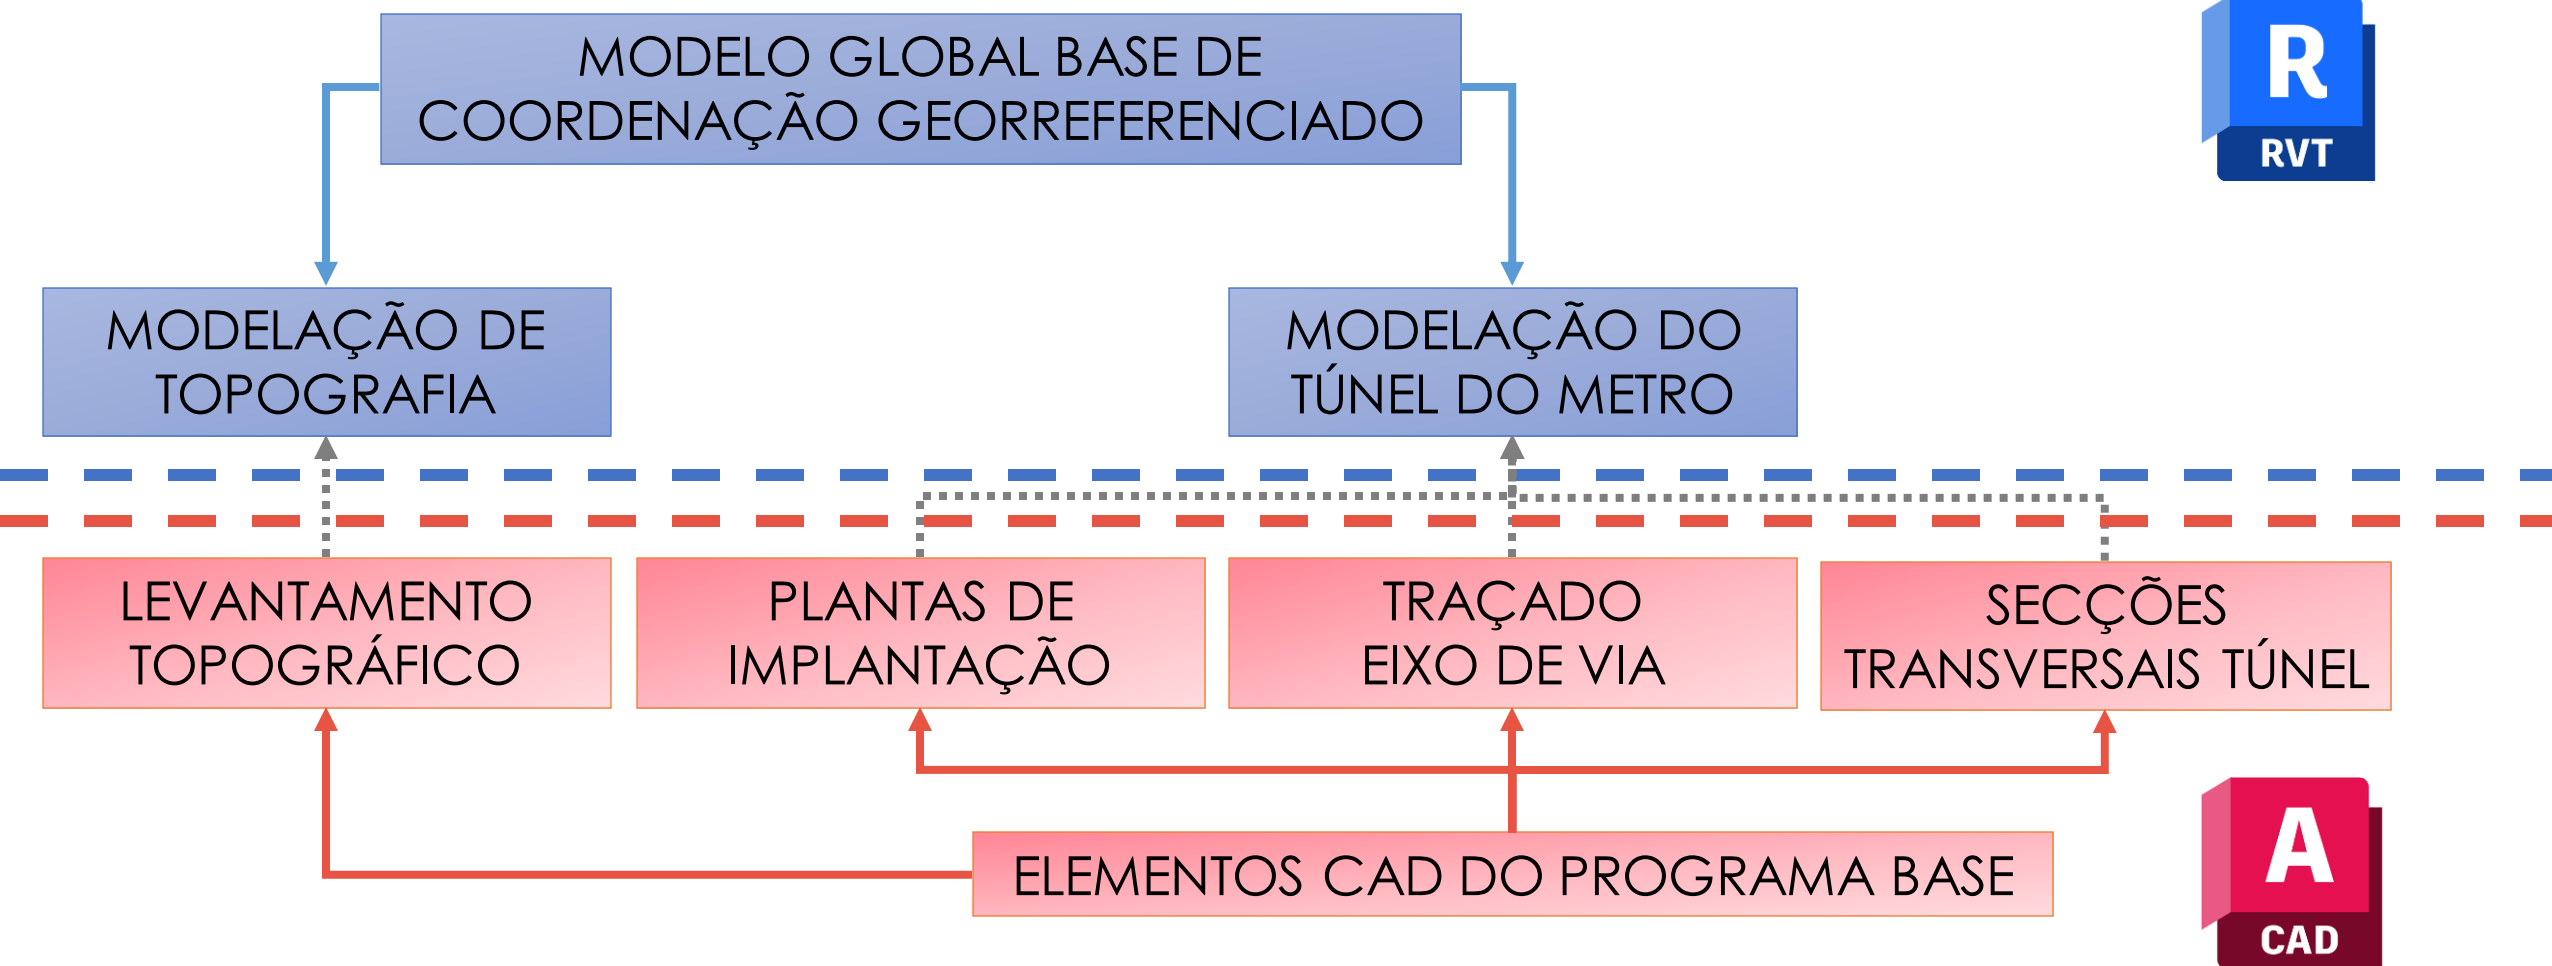 MODELO GLOBAL BASE DE
COORDENAÇÃO GEORREFERENCIADO
R
RVT
MODELAÇÃO DE
TOPOGRAFIA
MODELAÇÃO DO
TÚNEL DO METRO
LEVANTAMENTO
TOPOGRÁFICO
PLANTAS DE
IMPLANTAÇÃO
TRAÇADO
EIXO DE VIA
SECÇÕES
TRANSVERSAIS TÚNEL
ELEMENTOS CAD DO PROGRAMA BASE
A
CAD